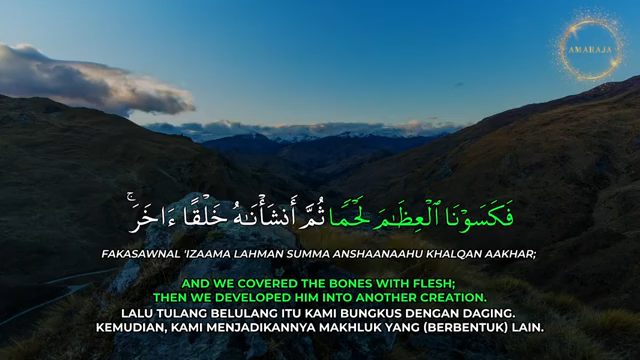 AMARAJA
فَكَسَوْنَا ٱلْعِظَٰمَ لَحْمًا ثُمَّ أَنشَأْنَٰهُ خَلْقًا ءَاخَرَ ۚ
FAKASAWNAL 'IZAAMA LAHMAN SUMMA ANSHAANAAHU KHALQAN AAKHAR;
AND WE COVERED THE BONES WITH FLESH;
THEN WE DEVELOPED HIM INTO ANOTHER CREATION.
LALU TULANG BELULANG ITU KAMI BUNGKUS DENGAN DAGING.
KEMUDIAN, KAMI MENJADIKANNYA MAKHLUK YANG (BERBENTUK) LAIN.